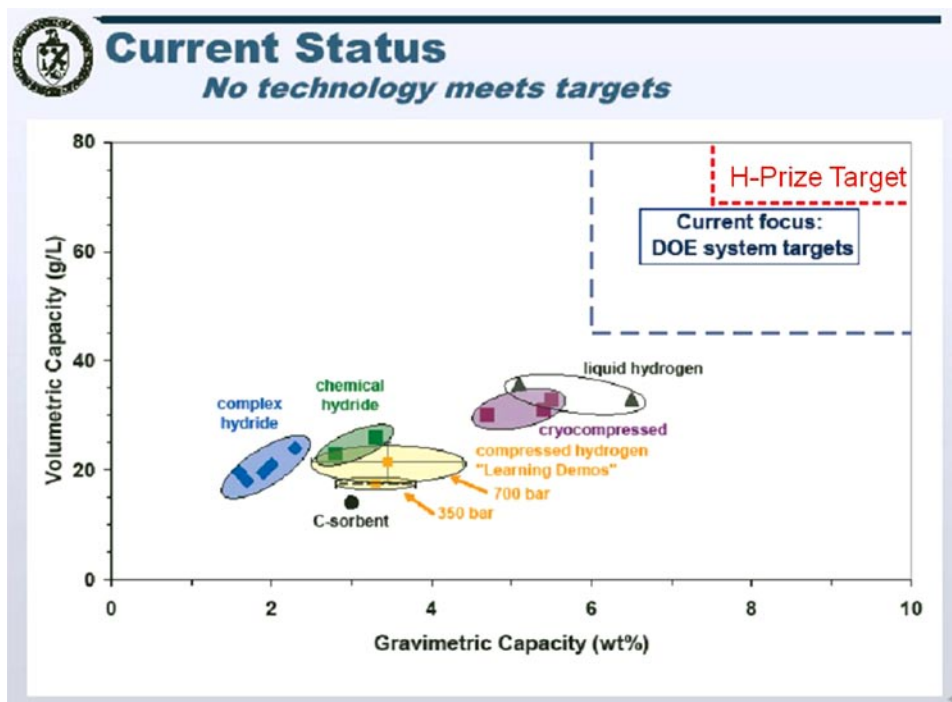 Current Status
No technology meets targets
80
60
40
20
0
Volumetric Capacity (g/L)
H-Prize Target
Current focus:
DOE system targets
liquid hydrogen
chemical
hydride
complex
hydride
cryocompressed
compressed hydrogen
"Learning Demos"
700 bar
350 bar
C-sorbent
0
2
4
6
8
10
Gravimetric Capacity (wt%)